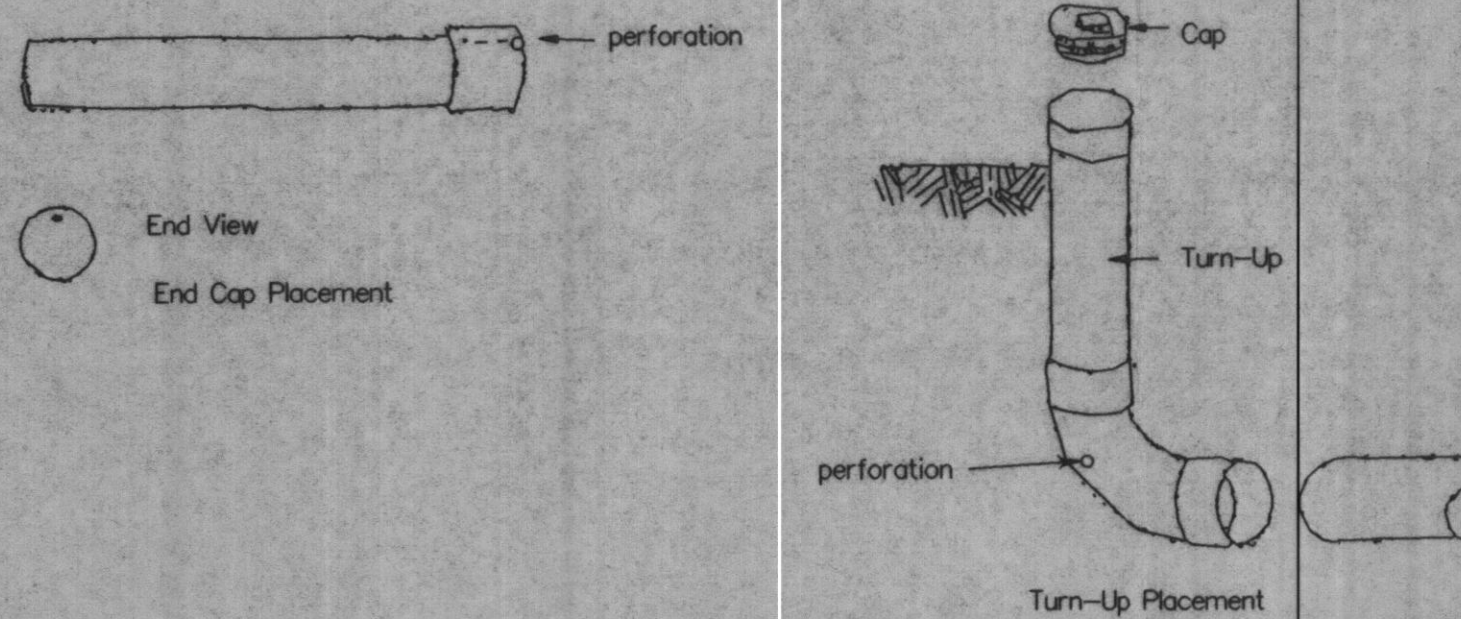 perforation
End View
End Cap Placement
Cap
Turn-Up
perforation
Turn-Up Placement